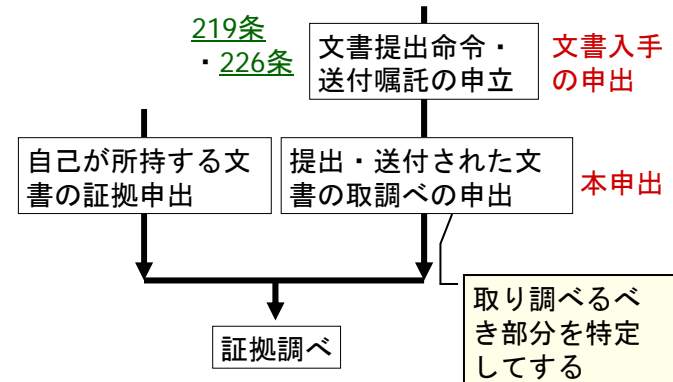 219条
・226条
文書提出命令・
送付嘱託の申立
文書入手
の申出
自己が所持する文
書の証拠申出
提出・送付された文
書の取調べの申出
本申出
取り調べるべ
き部分を特定
してする
証拠調べ